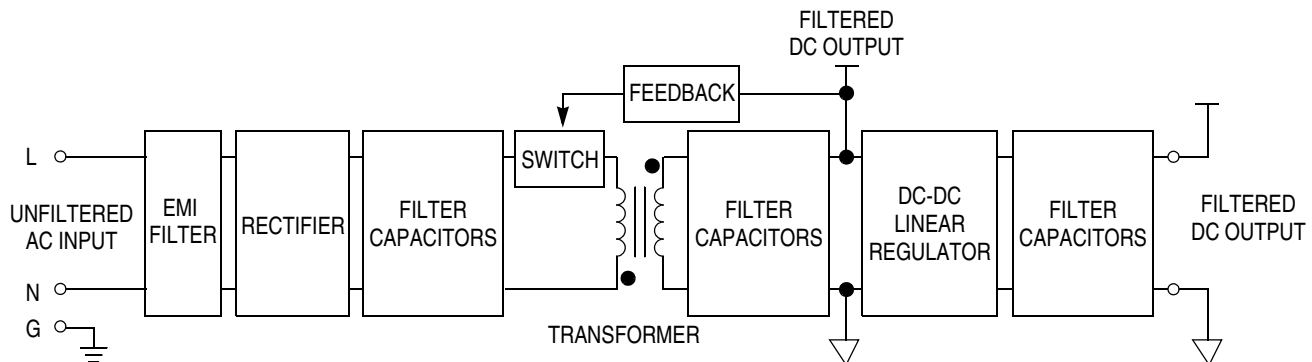 FILTERED
DC OUTPUT
FEEDBACK
L
SWITCH
UNFILTERED
AC INPUT
EMI
FILTER
RECTIFIER
FILTER
CAPACITORS
FILTER
CAPACITORS
DC-DC
LINEAR
REGULATOR
FILTER
CAPACITORS
FILTERED
DC OUTPUT
N
G
TRANSFORMER